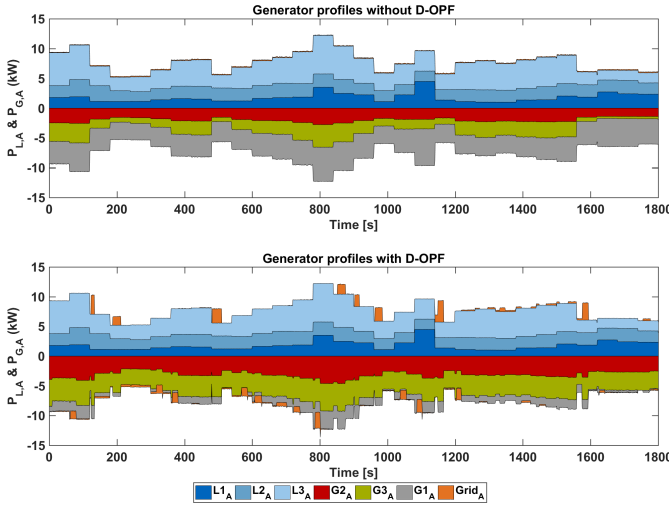 Generator profiles without D-OPF
15
10
5
0
-5
-10
-15
P_L,A & P_G,A (kW)
0 200 400 600 800 1000 1200 1400 1600 1800
Time [s]
Generator profiles with D-OPF
15
10
5
0
-5
-10
-15
P_L,A & P_G,A (kW)
0 200 400 600 800 1000 1200 1400 1600 1800
Time [s]
L1_A L2_A L3_A G2_A G3_A G1_A Grid_A